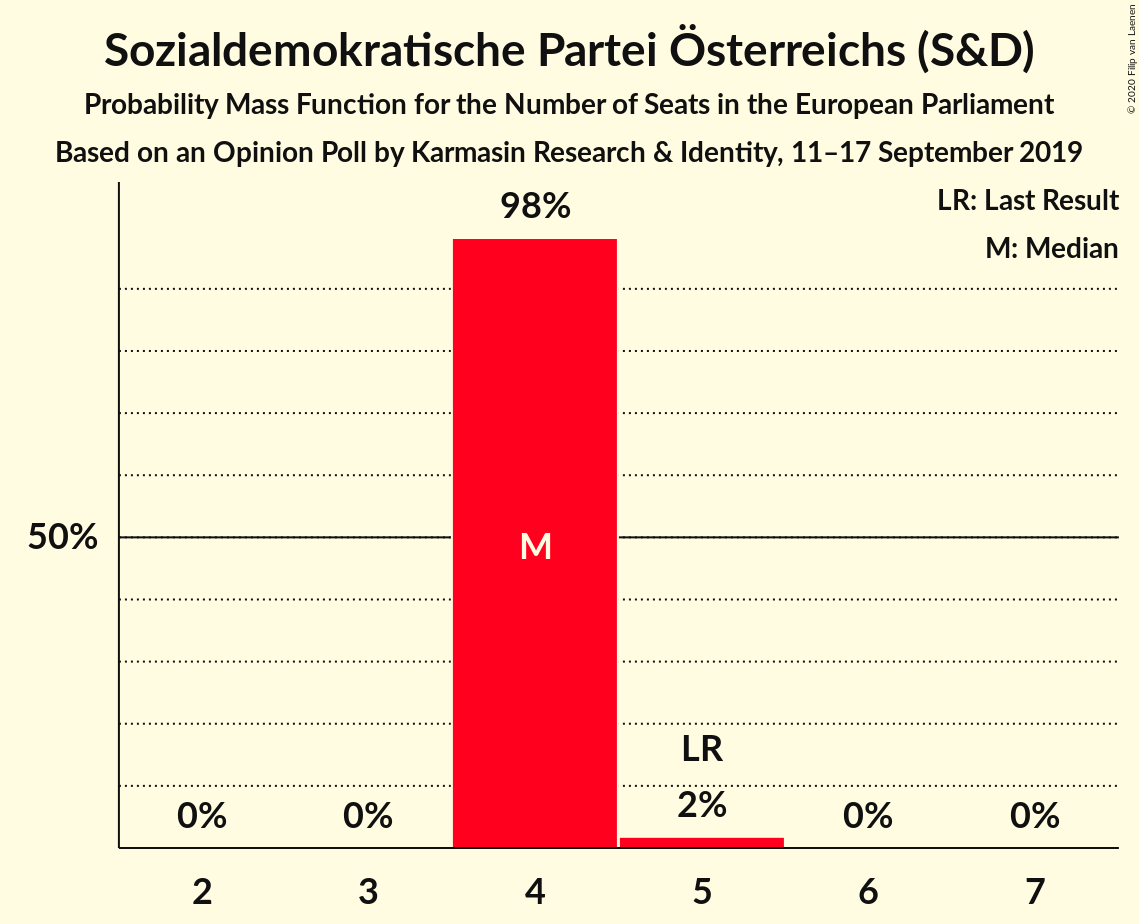 Sozialdemokratische Partei Österreichs (S&D)
Probability Mass Function for the Number of Seats in the European Parliament
Based on an Opinion Poll by Karmasin Research & Identity, 11–17 September 2019
© 2020 Filip van Laenen
LR: Last Result
M: Median
98%
50%
M
LR
0% 0% 2% 0% 0%
2 3 4 5 6 7